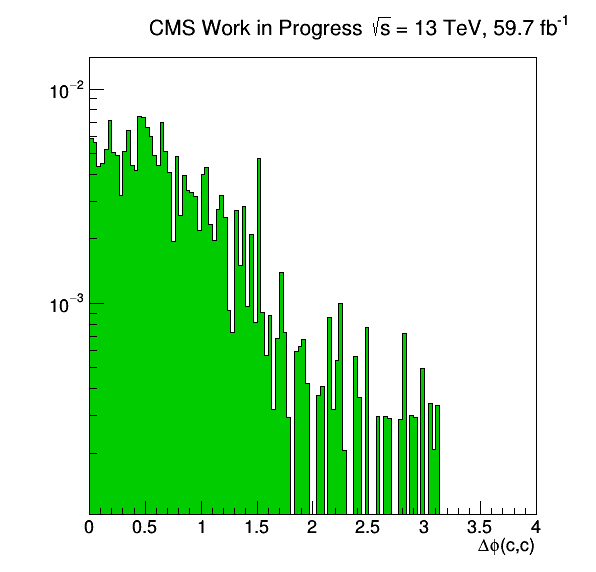 CMS Work in Progress √s = 13 TeV, 59.7 fb⁻¹
10⁻²
10⁻³
0 0.5 1 1.5 2 2.5 3 3.5 4
Δϕ(c,c)